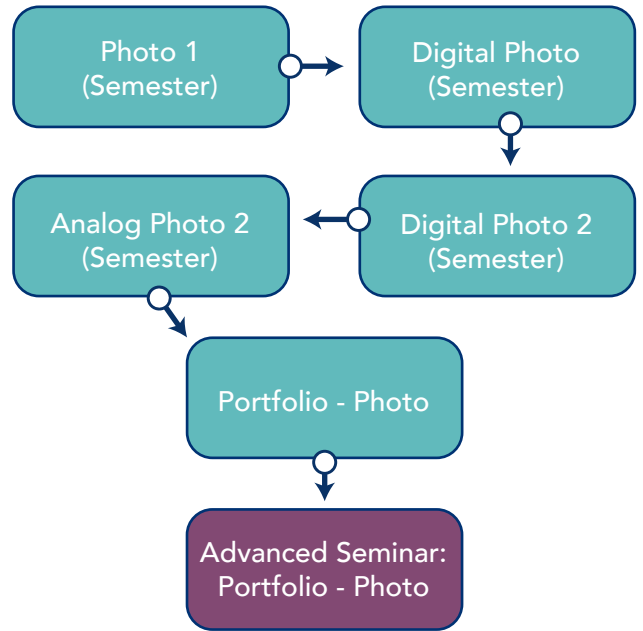 Photo 1
(Semester)
Digital Photo
(Semester)
Digital Photo 2
(Semester)
Analog Photo 2
(Semester)
Portfolio - Photo
Advanced Seminar:
Portfolio - Photo